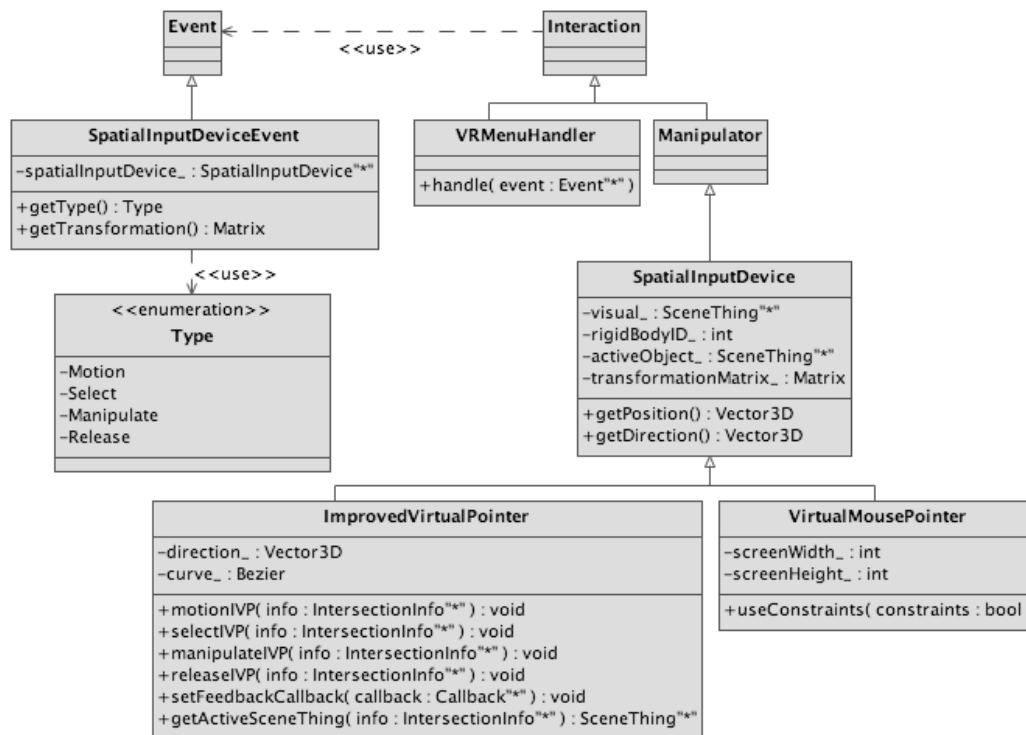 Event
Interaction
<<use>>
SpatialInputDeviceEvent
-spatialInputDevice_ : SpatialInputDevice"*"
+getType() : Type
+getTransformation() : Matrix
VRMenuHandler
+handle( event : Event"*" )
Manipulator
<<use>>
<<enumeration>>
Type
-Motion
-Select
-Manipulate
-Release
SpatialInputDevice
-visual_ : SceneThing"*"
-rigidBodyID_ : int
-activeObject_ : SceneThing"*"
-transformationMatrix_ : Matrix
+getPosition() : Vector3D
+getDirection() : Vector3D
ImprovedVirtualPointer
-direction_ : Vector3D
-curve_ : Bezier
+motionIVP( info : IntersectionInfo"*" ) : void
+selectIVP( info : IntersectionInfo"*" ) : void
+manipulateIVP( info : IntersectionInfo"*" ) : void
+releaseIVP( info : IntersectionInfo"*" ) : void
+setFeedbackCallback( callback : Callback"*" ) : void
+getActiveSceneThing( info : IntersectionInfo"*" ) : SceneThing"*"
VirtualMousePointer
-screenWidth_ : int
-screenHeight_ : int
+useConstraints( constraints : bool